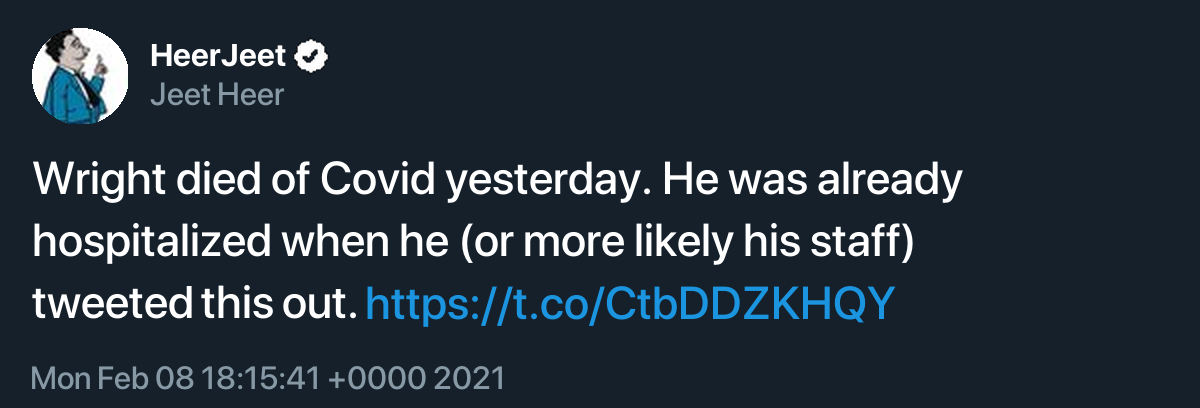 HeerJeet
Jeet Heer
Wright died of Covid yesterday. He was already
hospitalized when he (or more likely his staff)
tweeted this out. https://t.co/CtbDDZKHQY
Mon Feb 08 18:15:41 +0000 2021